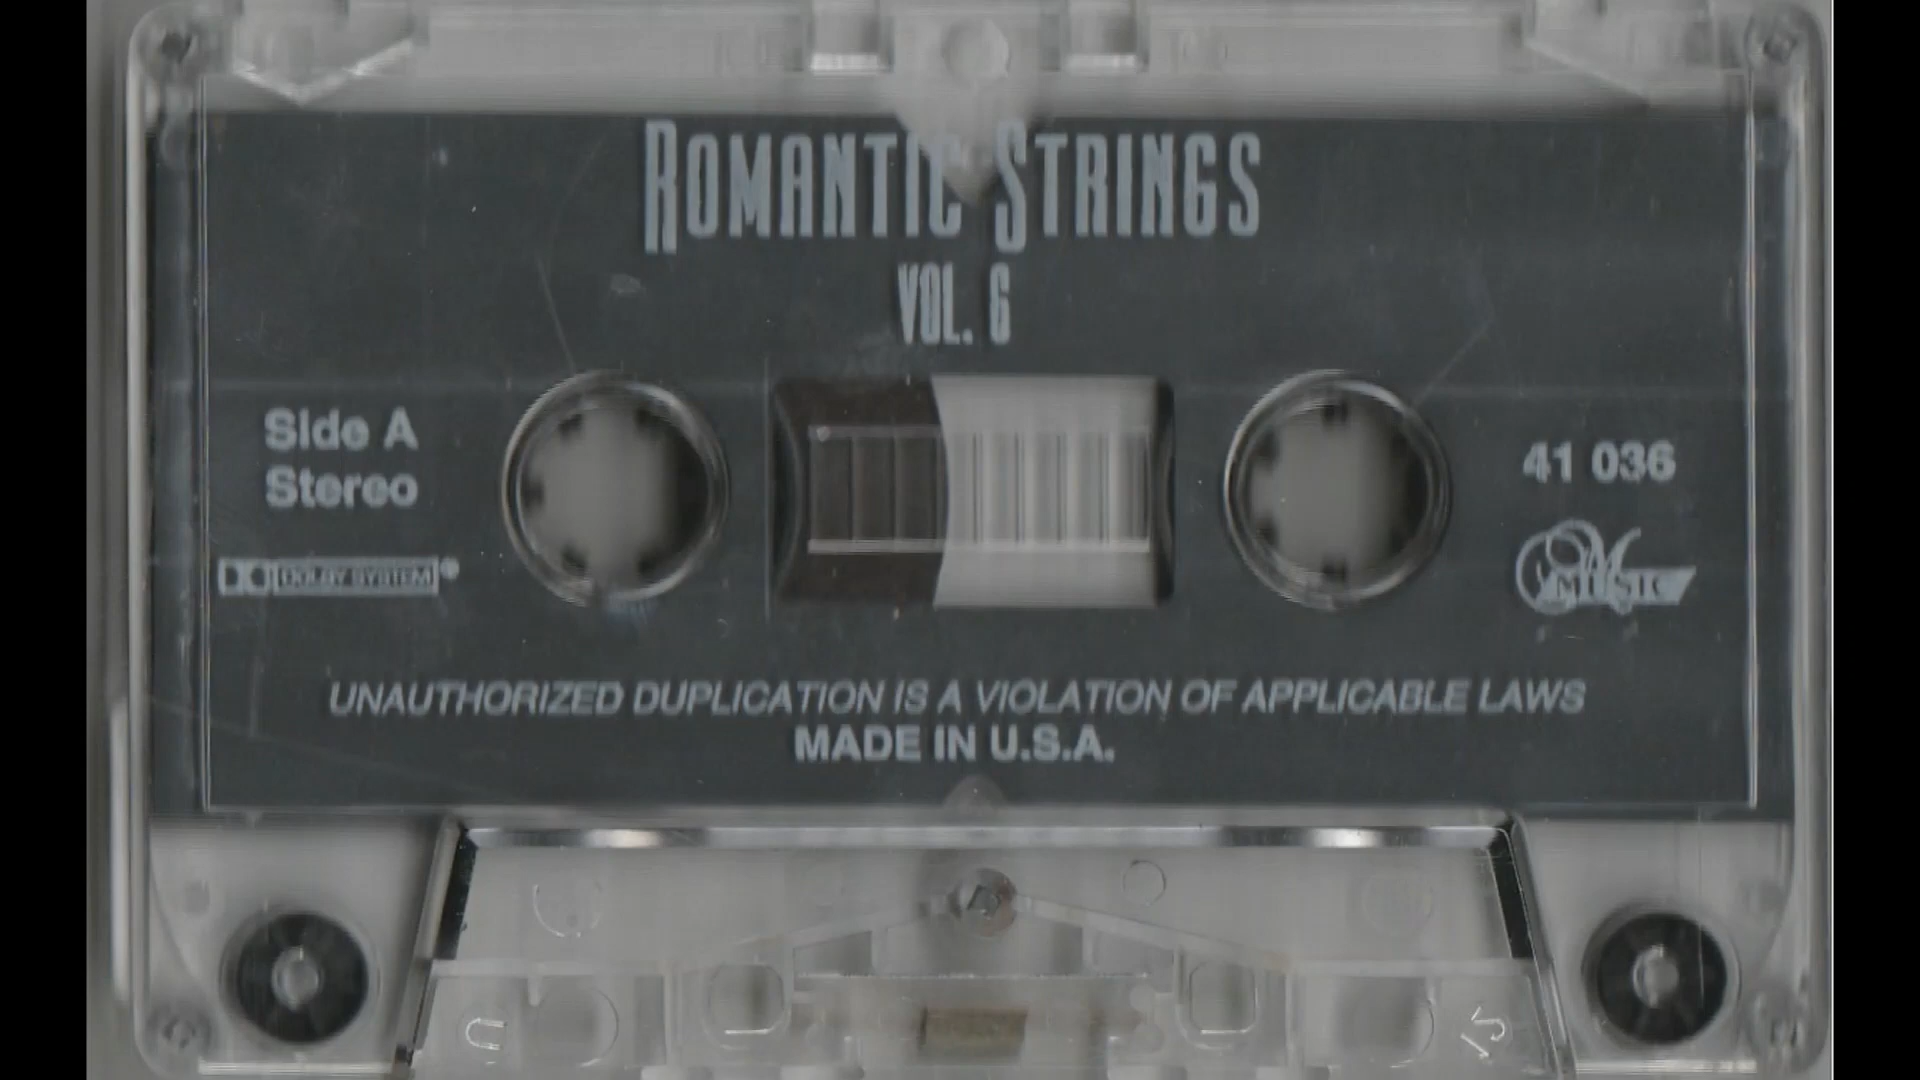 ROMANTIC STRINGS
VOL. 6
Side A
Stereo
DOLBY SYSTEM®
41 036
MUSIC
UNAUTHORIZED DUPLICATION IS A VIOLATION OF APPLICABLE LAWS
MADE IN U.S.A.